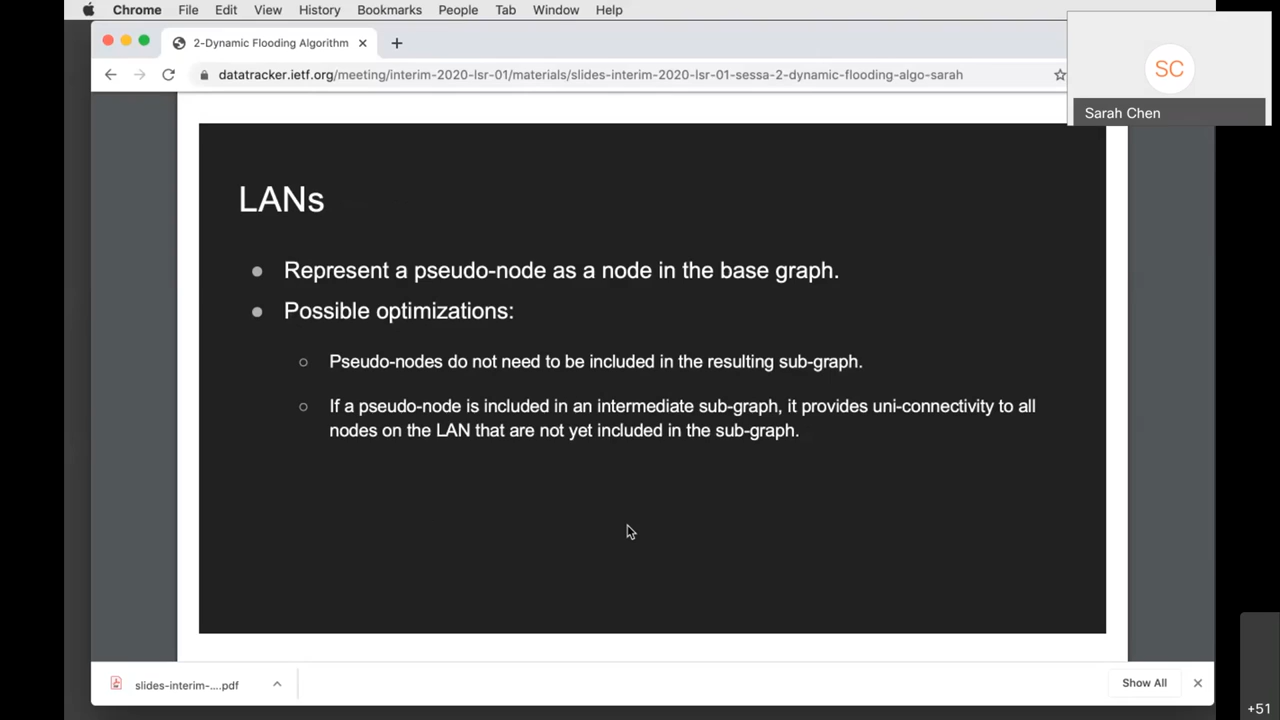 Chrome File Edit View History Bookmarks People Tab Window Help
2-Dynamic Flooding Algorithm
datatracker.ietf.org/meeting/interim-2020-lsr-01/materials/slides-interim-2020-lsr-01-sessa-2-dynamic-flooding-algo-sarah
SC
Sarah Chen
LANs
Represent a pseudo-node as a node in the base graph.
Possible optimizations:
Pseudo-nodes do not need to be included in the resulting sub-graph.
If a pseudo-node is included in an intermediate sub-graph, it provides uni-connectivity to all
nodes on the LAN that are not yet included in the sub-graph.
slides-interim-....pdf
Show All
+51